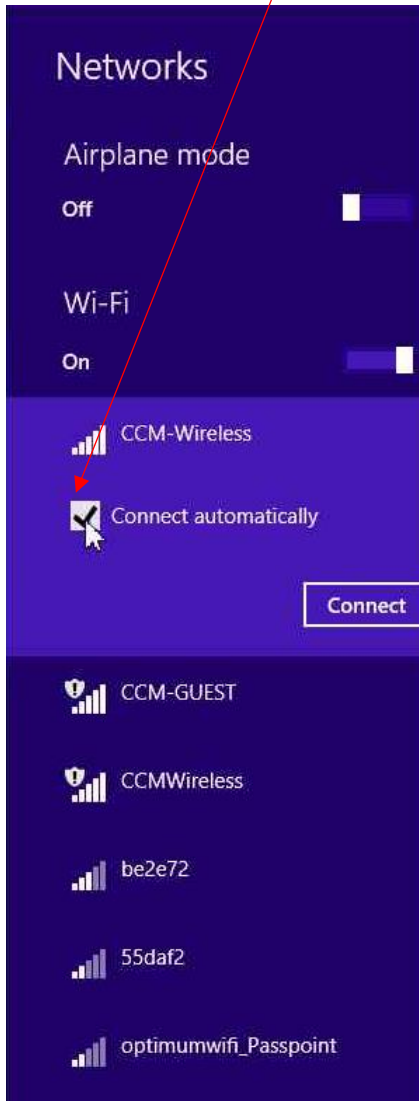 Networks
Airplane mode
Off
Wi-Fi
On
CCM-Wireless
Connect automatically
Connect
CCM-GUEST
CCMWireless
be2e72
55daf2
optimumwifi_Passpoint